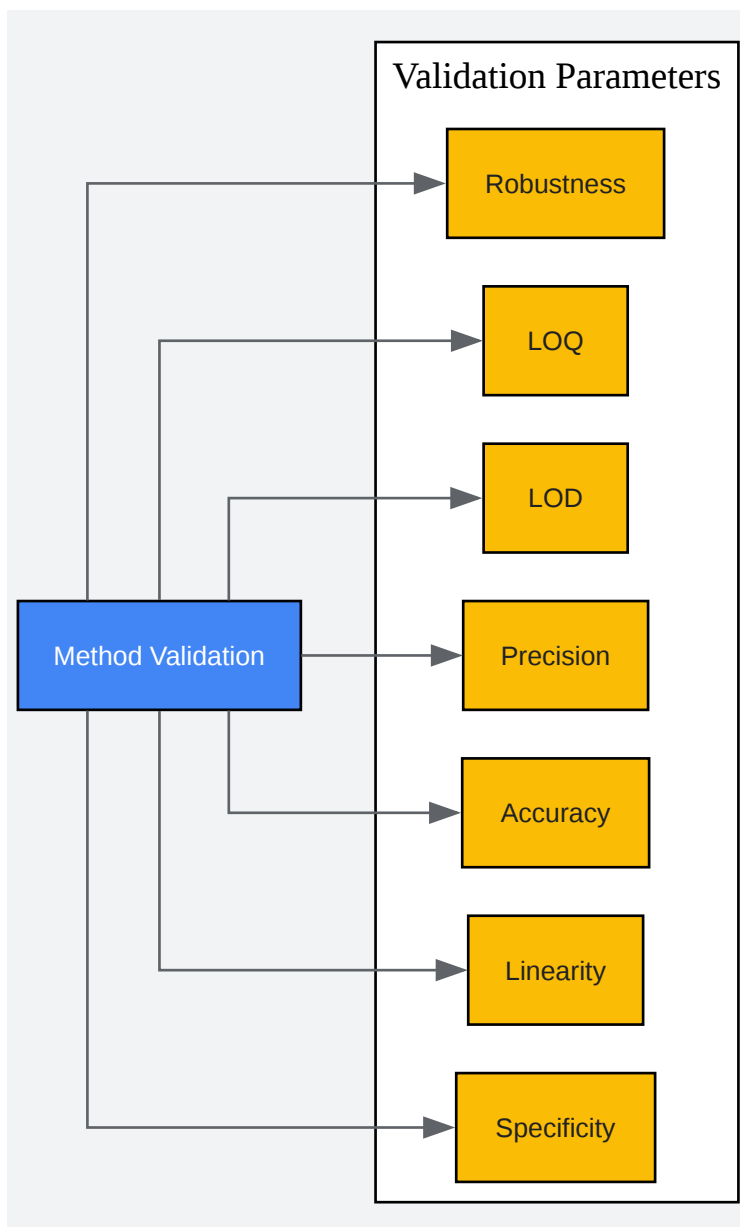 Validation Parameters
Robustness
LOQ
LOD
Method Validation
Precision
Accuracy
Linearity
Specificity